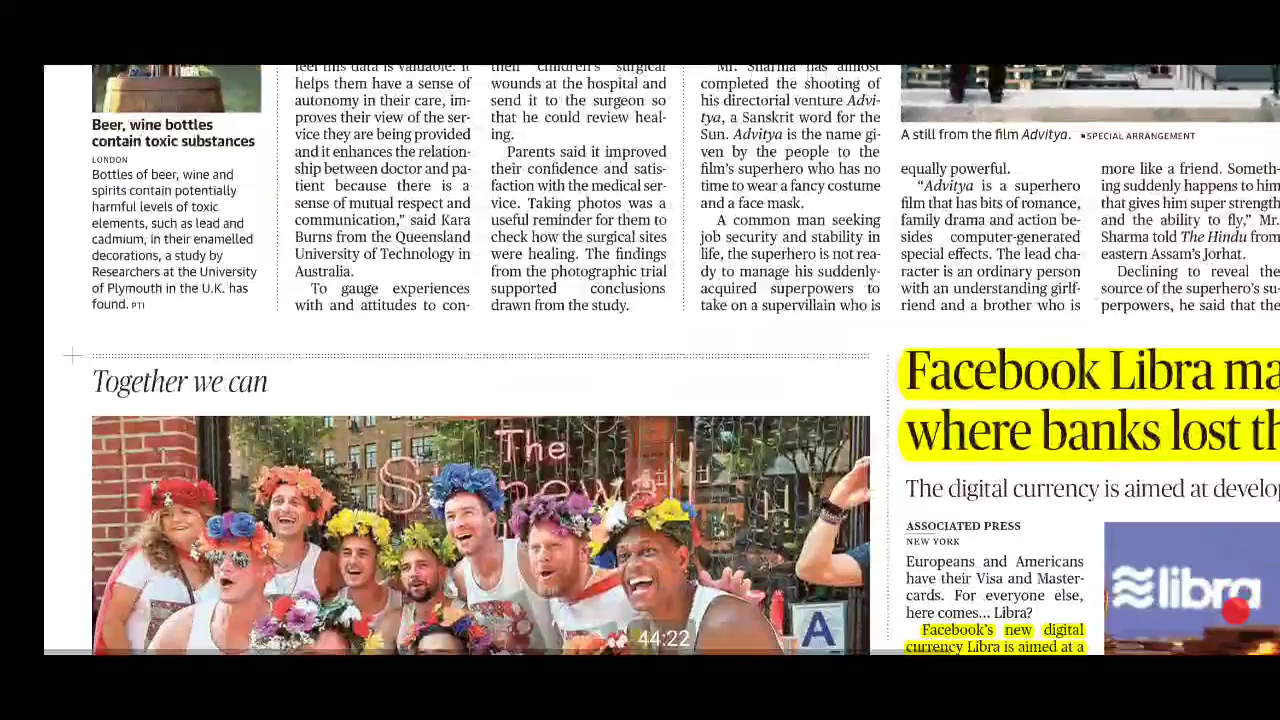 Beer, wine bottles
contain toxic substances
LONDON
Bottles of beer, wine and
spirits contain potentially
harmful levels of toxic
elements, such as lead and
cadmium, in their enamelled
decorations, a study by
Researchers at the University
of Plymouth in the U.K. has
found. PTI
feel this data is valuable: it
helps them have a sense of
autonomy in their care, im-
proves their view of the ser-
vice they are being provided
and it enhances the relation-
ship between doctor and pa-
tient because there is a
sense of mutual respect and
communication,” said Kara
Burns from the Queensland
University of Technology in
Australia.
To gauge experiences
with and attitudes to con-
their children’s surgical
wounds at the hospital and
send it to the surgeon so
that he could review heal-
ing.
Parents said it improved
their confidence and satis-
faction with the medical ser-
vice. Taking photos was a
useful reminder for them to
check how the surgical sites
were healing. The findings
from the photographic trial
supported conclusions
drawn from the study.
Mr. Sharma has almost
completed the shooting of
his directorial venture Advi-
tya, a Sanskrit word for the
Sun. Advitya is the name gi-
ven by the people to the
film’s superhero who has no
time to wear a fancy costume
and a face mask.
A common man seeking
job security and stability in
life, the superhero is not rea-
dy to manage his suddenly-
acquired superpowers to
take on a supervillain who is
A still from the film Advitya. ■SPECIAL ARRANGEMENT
equally powerful.
“Advitya is a superhero
film that has bits of romance,
family drama and action be-
sides computer-generated
special effects. The lead cha-
racter is an ordinary person
with an understanding girlf-
riend and a brother who is
more like a friend. Someth-
ing suddenly happens to him
that gives him super strength
and the ability to fly,” Mr.
Sharma told The Hindu from
eastern Assam’s Jorhat.
Declining to reveal the
source of the superhero’s su-
perpowers, he said that the
Together we can
The
Stonewall
A
44:22
Facebook Libra ma
where banks lost th
The digital currency is aimed at develop
ASSOCIATED PRESS
NEW YORK
Europeans and Americans
have their Visa and Master-
cards. For everyone else,
here comes... Libra?
Facebook’s new digital
currency Libra is aimed at a
libra